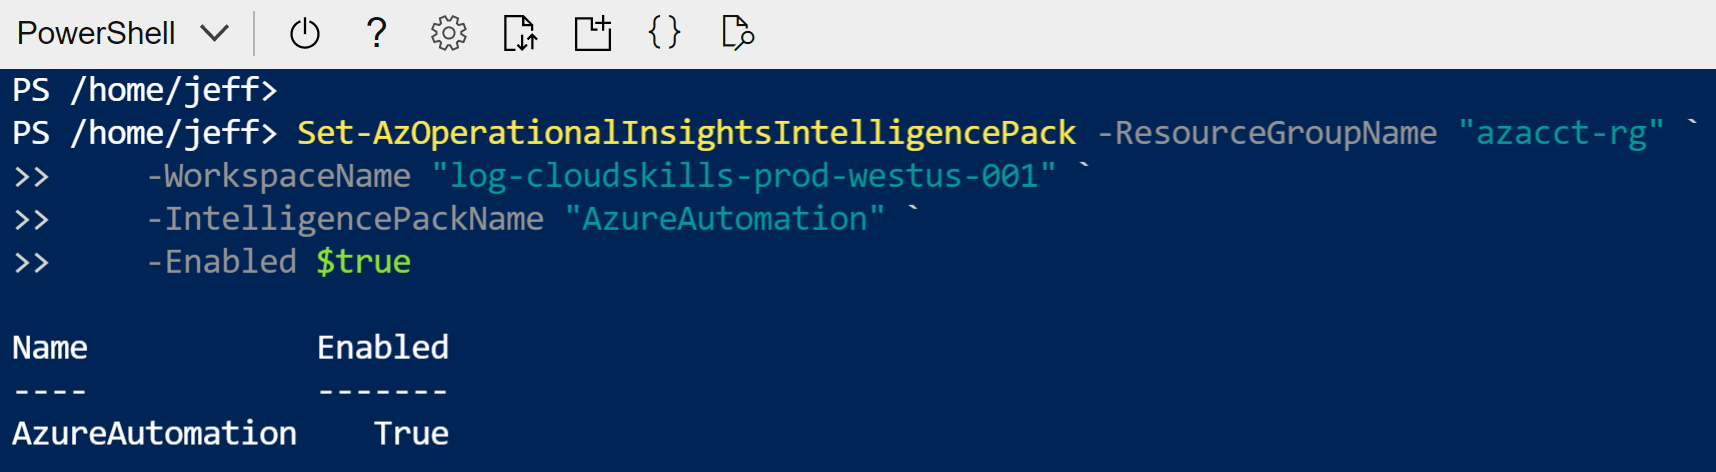 PowerShell
PS /home/jeff>
PS /home/jeff> Set-AzOperationalInsightsIntelligencePack -ResourceGroupName "azacct-rg" `
>>     -WorkspaceName "log-cloudskills-prod-westus-001" `
>>     -IntelligencePackName "AzureAutomation" `
>>     -Enabled $true
Name            Enabled
----            -------
AzureAutomation    True